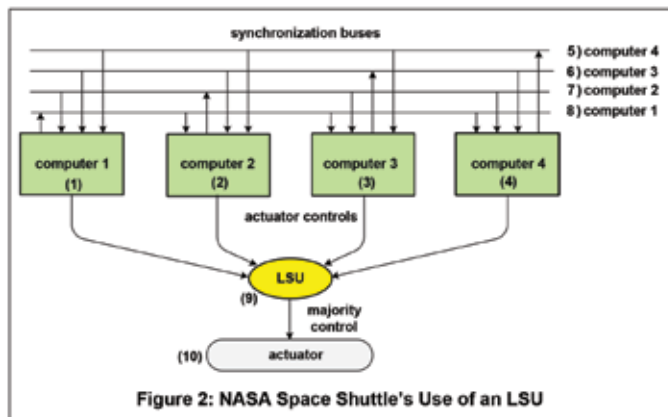 synchronization buses
5) computer 4
6) computer 3
7) computer 2
8) computer 1
computer 1
(1)
computer 2
(2)
computer 3
(3)
computer 4
(4)
actuator controls
LSU
(9)
majority
control
(10)
actuator
Figure 2: NASA Space Shuttle's Use of an LSU